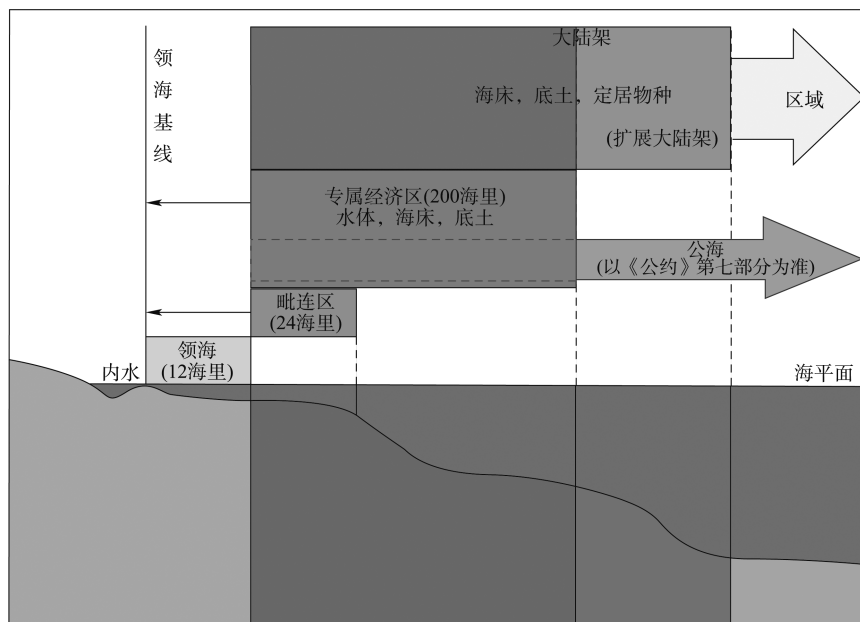 领海基线
大陆架
海床，底土，定居物种
(扩展大陆架)
区域
专属经济区(200海里)
水体，海床，底土
公海
(以《公约》第七部分为准)
毗连区
(24海里)
领海
(12海里)
内水
海平面